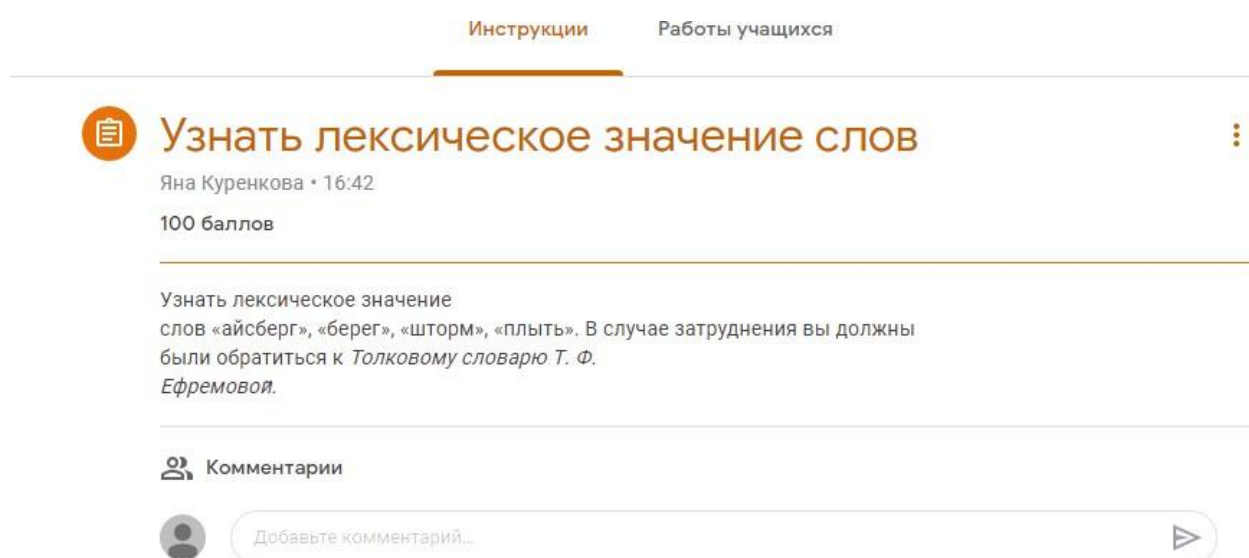 Инструкции Работы учащихся
Узнать лексическое значение слов
Яна Куренкова • 16:42
100 баллов
Узнать лексическое значение
слов «айсберг», «берег», «шторм», «плыть». В случае затруднения вы должны
были обратиться к Толковому словарю Т. Ф.
Ефремовой.
Комментарии
Добавьте комментарий...